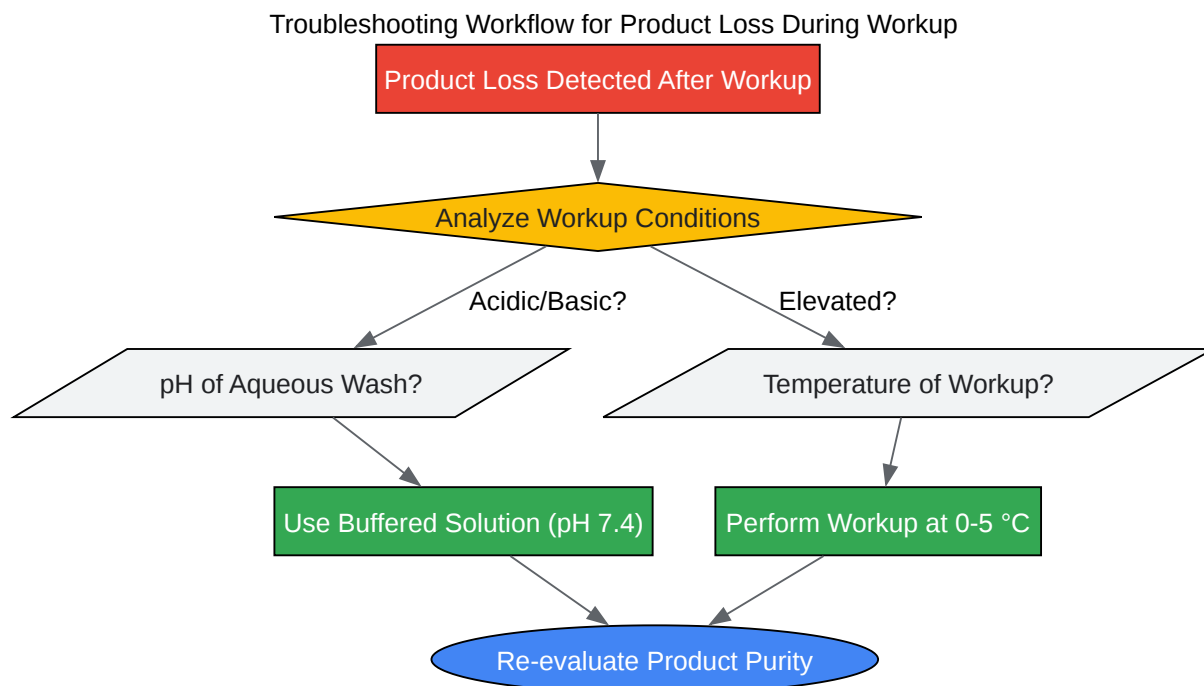 Troubleshooting Workflow for Product Loss During Workup
Product Loss Detected After Workup
Analyze Workup Conditions
Acidic/Basic?
Elevated?
pH of Aqueous Wash?
Temperature of Workup?
Use Buffered Solution (pH 7.4)
Perform Workup at 0-5 °C
Re-evaluate Product Purity